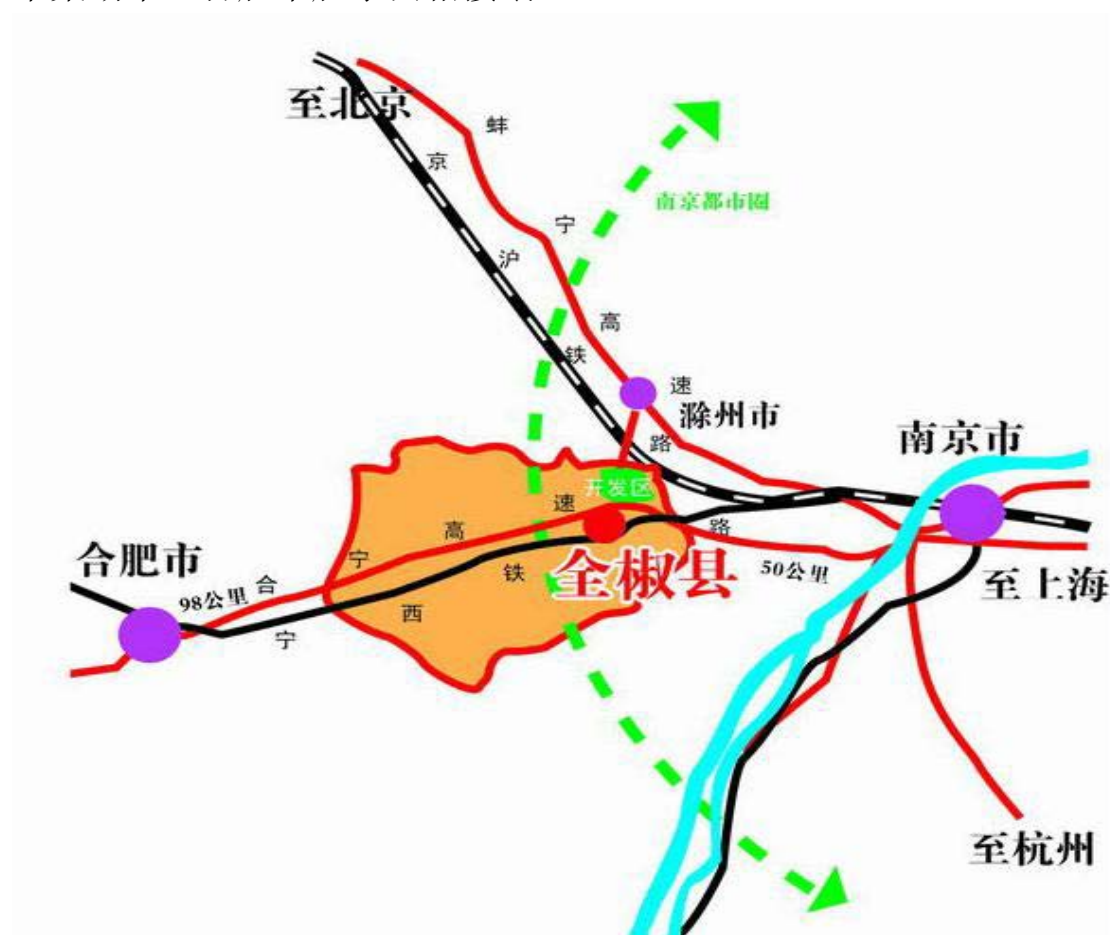 至北京
蚌宁高速
京沪铁路
南京都市圈
滁州市
南京市
开发区
合宁高速
宁西铁路
全椒县
合肥市
98公里
50公里
至上海
至杭州